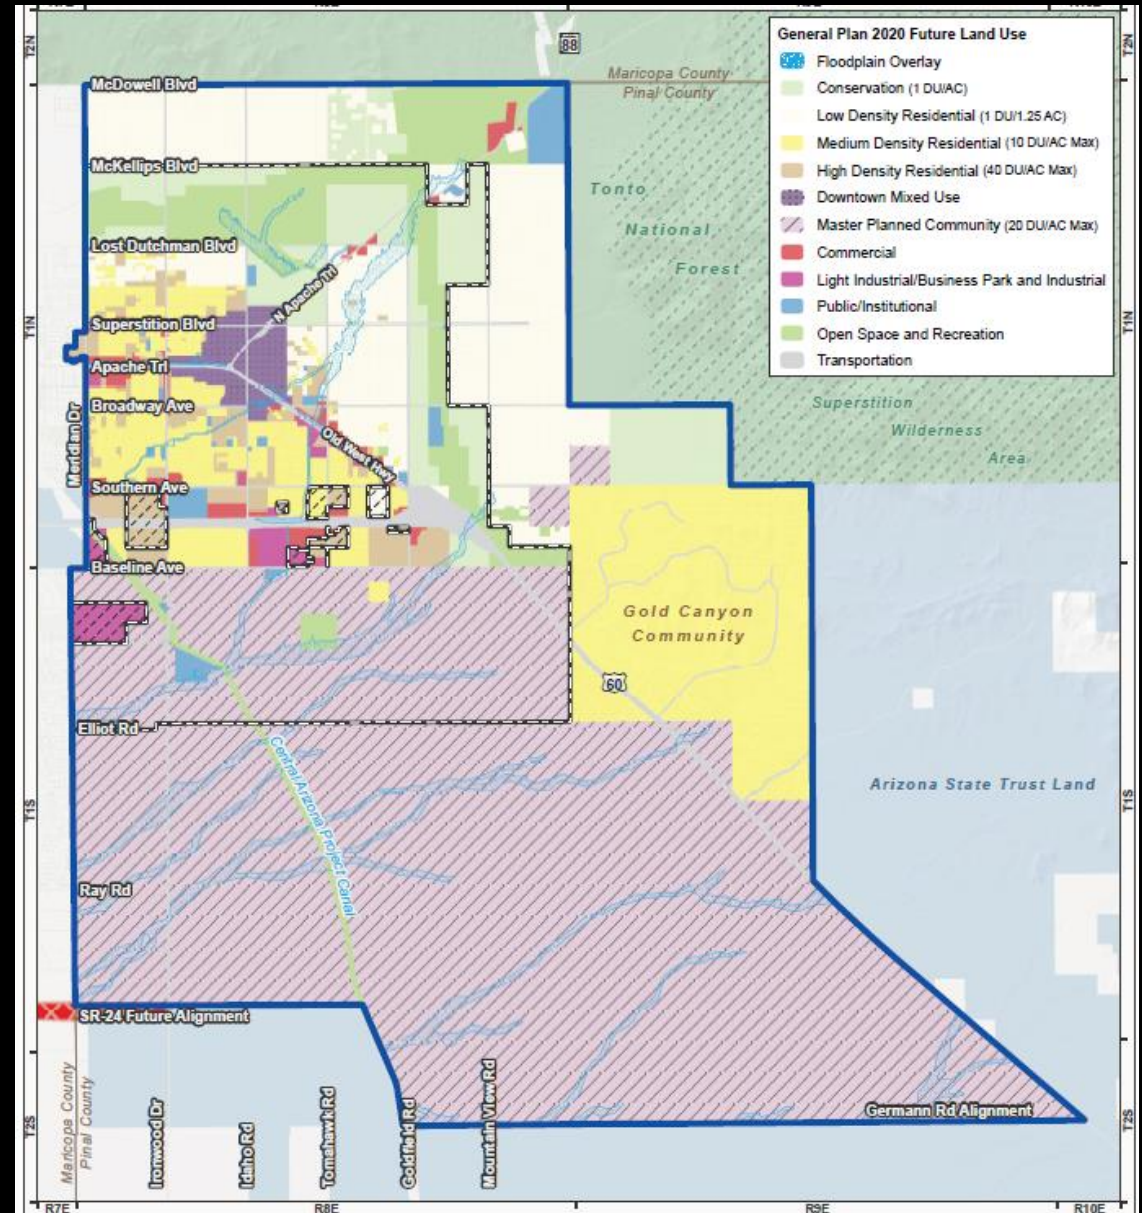 T2N
88
T2N
General Plan 2020 Future Land Use
Floodplain Overlay
Conservation (1 DU/AC)
Low Density Residential (1 DU/1.25 AC)
Medium Density Residential (10 DU/AC Max)
High Density Residential (40 DU/AC Max)
Downtown Mixed Use
Master Planned Community (20 DU/AC Max)
Commercial
Light Industrial/Business Park and Industrial
Public/Institutional
Open Space and Recreation
Transportation
Maricopa County
Pinal County
McDowell Blvd
McKellips Blvd
Tonto
National
Forest
Lost Dutchman Blvd
N Apache Trl
T1N
Superstition Blvd
T1N
Apache Trl
Broadway Ave
Superstition
Wilderness
Area
Meridian Dr
Old West Hwy
Southern Ave
Baseline Ave
Gold Canyon
Community
60
Elliot Rd
Central Arizona Project Canal
Arizona State Trust Land
T1S
T1S
Ray Rd
SR-24 Future Alignment
Maricopa County
Pinal County
Ironwood Dr
Idaho Rd
Tomahawk Rd
Goldfield Rd
Mountain View Rd
Germann Rd Alignment
T2S
T2S
R7E
R8E
R9E
R10E